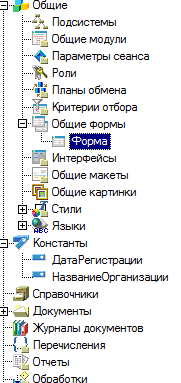 Общие
Подсистемы
Общие модули
Параметры сеанса
Роли
Планы обмена
Критерии отбора
Общие формы
Форма
Интерфейсы
Общие макеты
Общие картинки
Стили
Языки
Константы
ДатаРегистрации
НазваниеОрганизации
Справочники
Документы
Журналы документов
Перечисления
Отчеты
Обработки